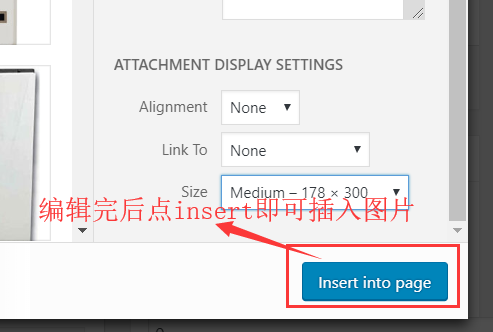 ATTACHMENT DISPLAY SETTINGS
Alignment None
Link To None
Size Medium – 178 × 300
编辑完后点insert即可插入图片
Insert into page